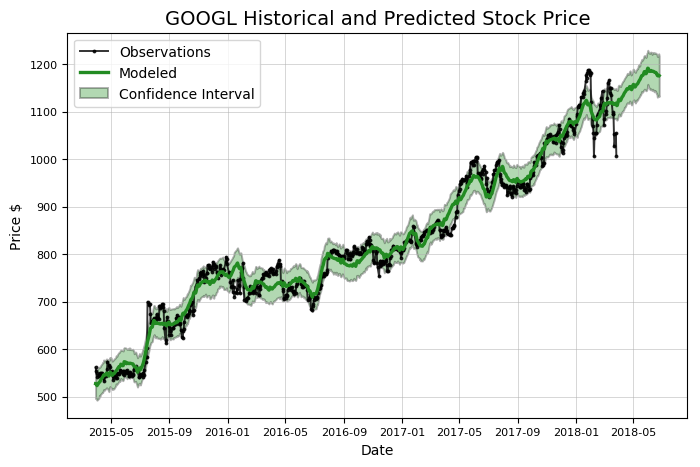 GOOGL Historical and Predicted Stock Price
Observations
Modeled
Confidence Interval
Price $
1200
1100
1000
900
800
700
600
500
2015-05 2015-09 2016-01 2016-05 2016-09 2017-01 2017-05 2017-09 2018-01 2018-05
Date